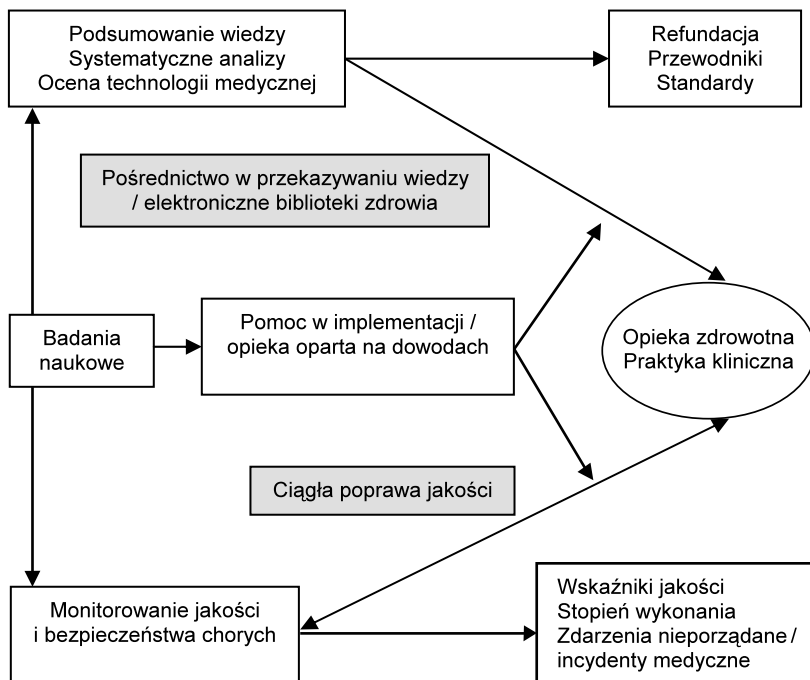 Podsumowanie wiedzy
Systematyczne analizy
Ocena technologii medycznej
Refundacja
Przewodniki
Standardy
Pośrednictwo w przekazywaniu wiedzy
/ elektroniczne biblioteki zdrowia
Badania
naukowe
Pomoc w implementacji /
opieka oparta na dowodach
Opieka zdrowotna
Praktyka kliniczna
Ciągła poprawa jakości
Monitorowanie jakości
i bezpieczeństwa chorych
Wskaźniki jakości
Stopień wykonania
Zdarzenia nieporządane /
incydenty medyczne